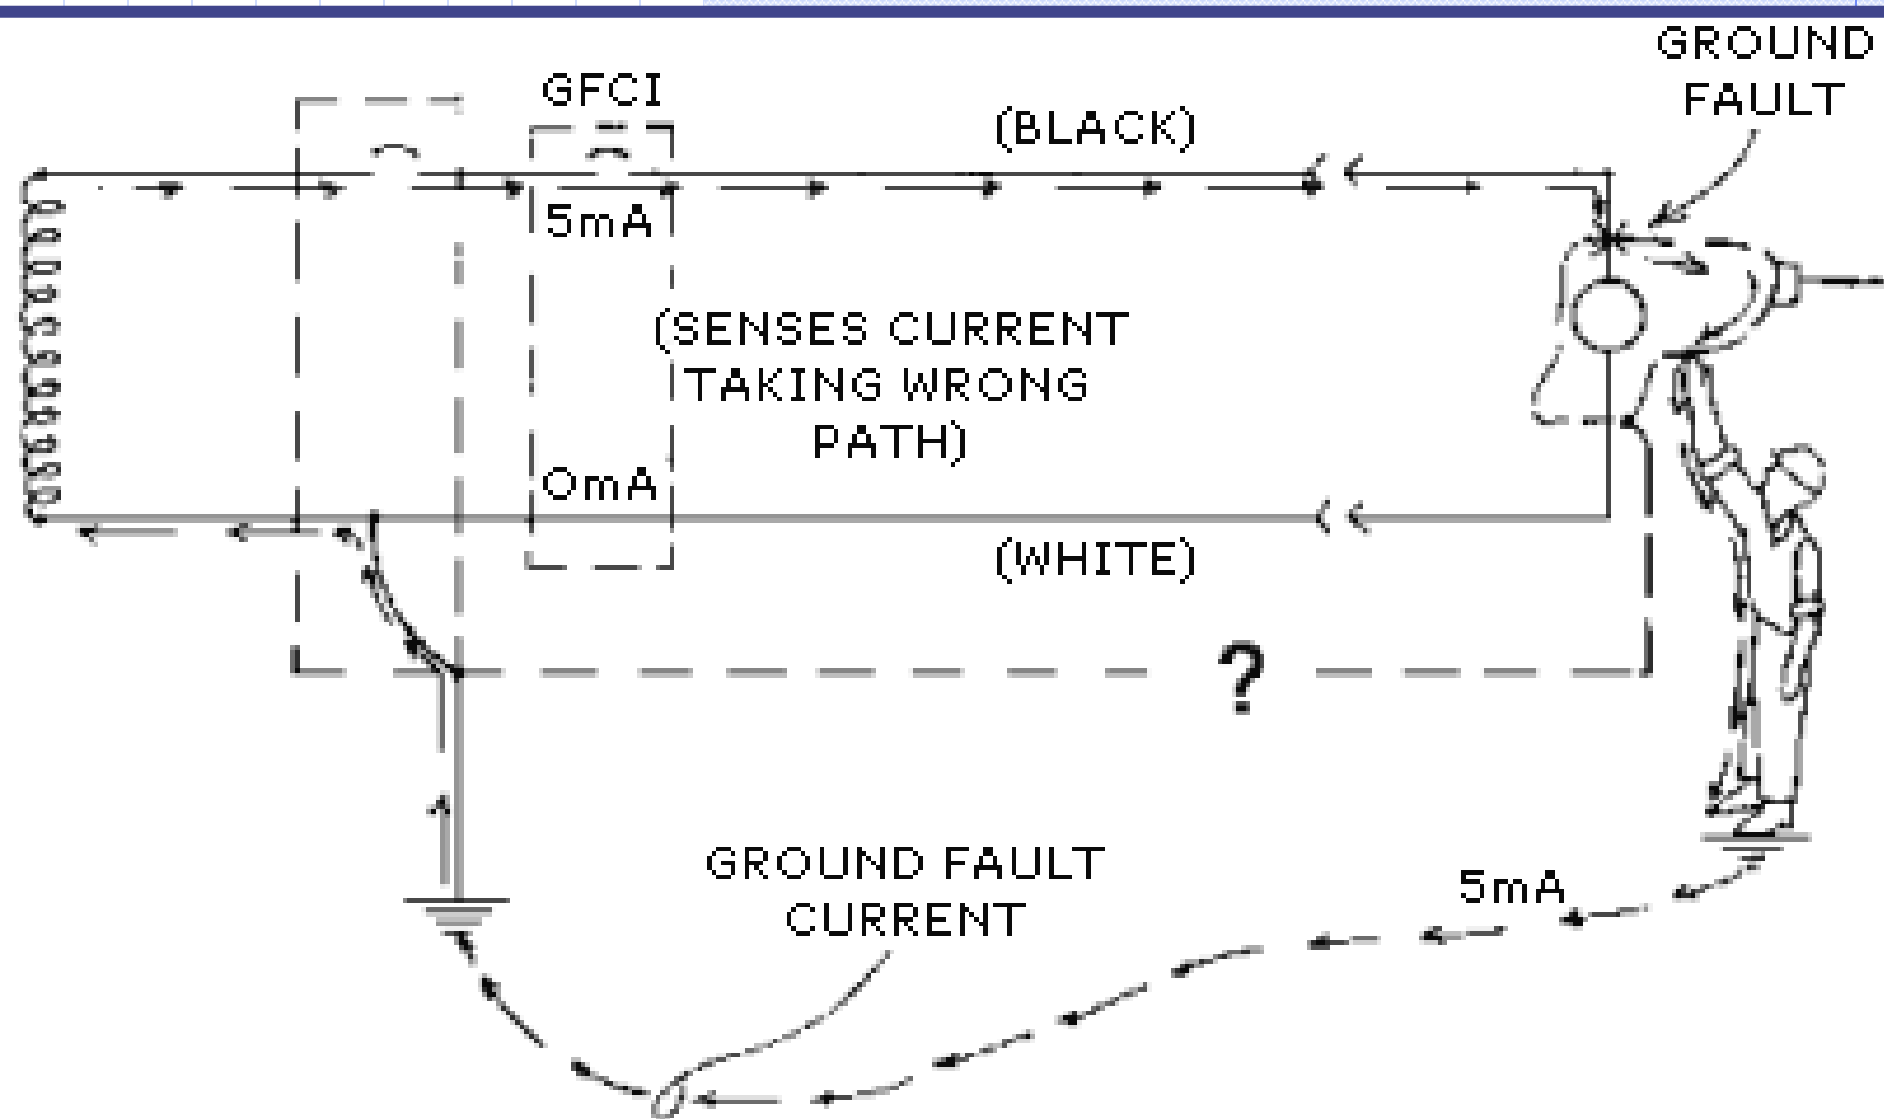 GROUND
FAULT
GFCI
(BLACK)
5mA
(SENSES CURRENT
TAKING WRONG
PATH)
0mA
(WHITE)
?
GROUND FAULT
CURRENT
5mA